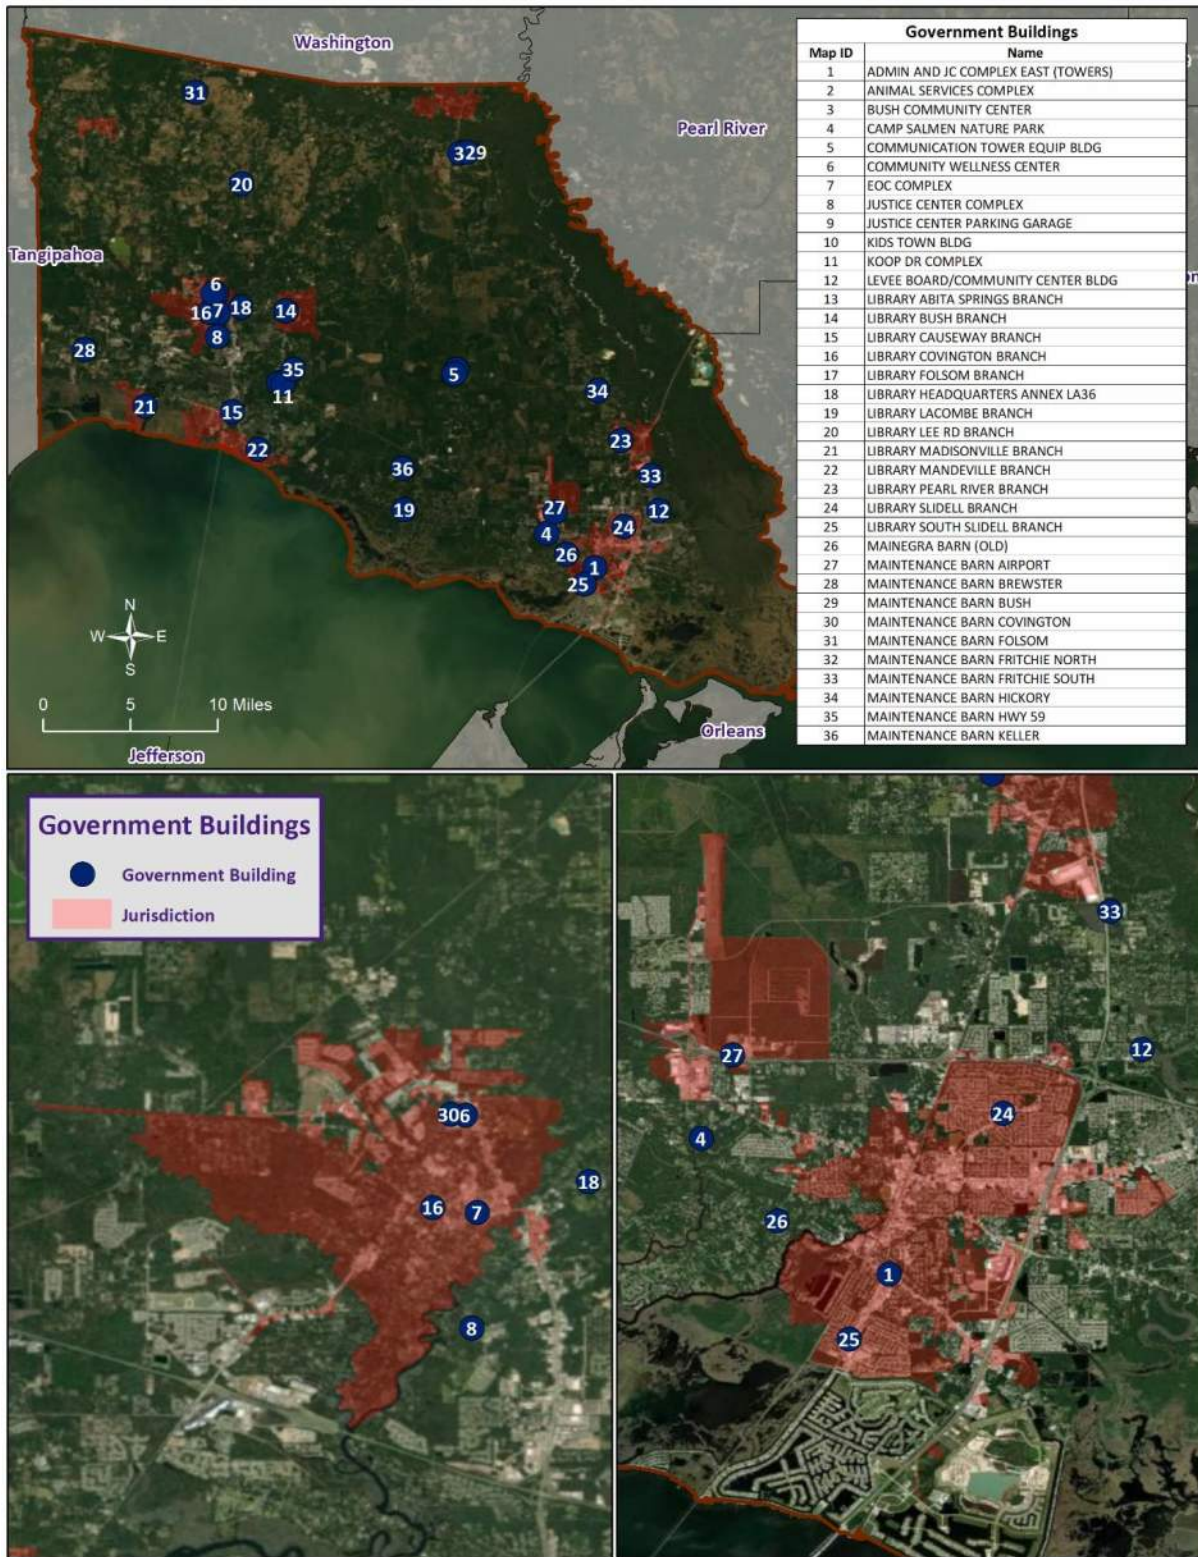 Washington
Pearl River
Tangipahoa
Jefferson
Orleans
on
31
329
20
6
167
18
14
8
28
35
11
5
34
21
15
22
23
36
33
19
27
12
24
4
26
1
25
N
W
E
S
0 5 10 Miles
Government Buildings
Map ID Name
1 ADMIN AND JC COMPLEX EAST (TOWERS)
2 ANIMAL SERVICES COMPLEX
3 BUSH COMMUNITY CENTER
4 CAMP SALMEN NATURE PARK
5 COMMUNICATION TOWER EQUIP BLDG
6 COMMUNITY WELLNESS CENTER
7 EOC COMPLEX
8 JUSTICE CENTER COMPLEX
9 JUSTICE CENTER PARKING GARAGE
10 KIDS TOWN BLDG
11 KOOP DR COMPLEX
12 LEVEE BOARD/COMMUNITY CENTER BLDG
13 LIBRARY ABITA SPRINGS BRANCH
14 LIBRARY BUSH BRANCH
15 LIBRARY CAUSEWAY BRANCH
16 LIBRARY COVINGTON BRANCH
17 LIBRARY FOLSOM BRANCH
18 LIBRARY HEADQUARTERS ANNEX LA36
19 LIBRARY LACOMBE BRANCH
20 LIBRARY LEE RD BRANCH
21 LIBRARY MADISONVILLE BRANCH
22 LIBRARY MANDEVILLE BRANCH
23 LIBRARY PEARL RIVER BRANCH
24 LIBRARY SLIDELL BRANCH
25 LIBRARY SOUTH SLIDELL BRANCH
26 MAINEGRA BARN (OLD)
27 MAINTENANCE BARN AIRPORT
28 MAINTENANCE BARN BREWSTER
29 MAINTENANCE BARN BUSH
30 MAINTENANCE BARN COVINGTON
31 MAINTENANCE BARN FOLSOM
32 MAINTENANCE BARN FRITCHIE NORTH
33 MAINTENANCE BARN FRITCHIE SOUTH
34 MAINTENANCE BARN HICKORY
35 MAINTENANCE BARN HWY 59
36 MAINTENANCE BARN KELLER
Government Buildings
Government Building
Jurisdiction
306
18
16
7
8
33
27
12
24
4
26
1
25